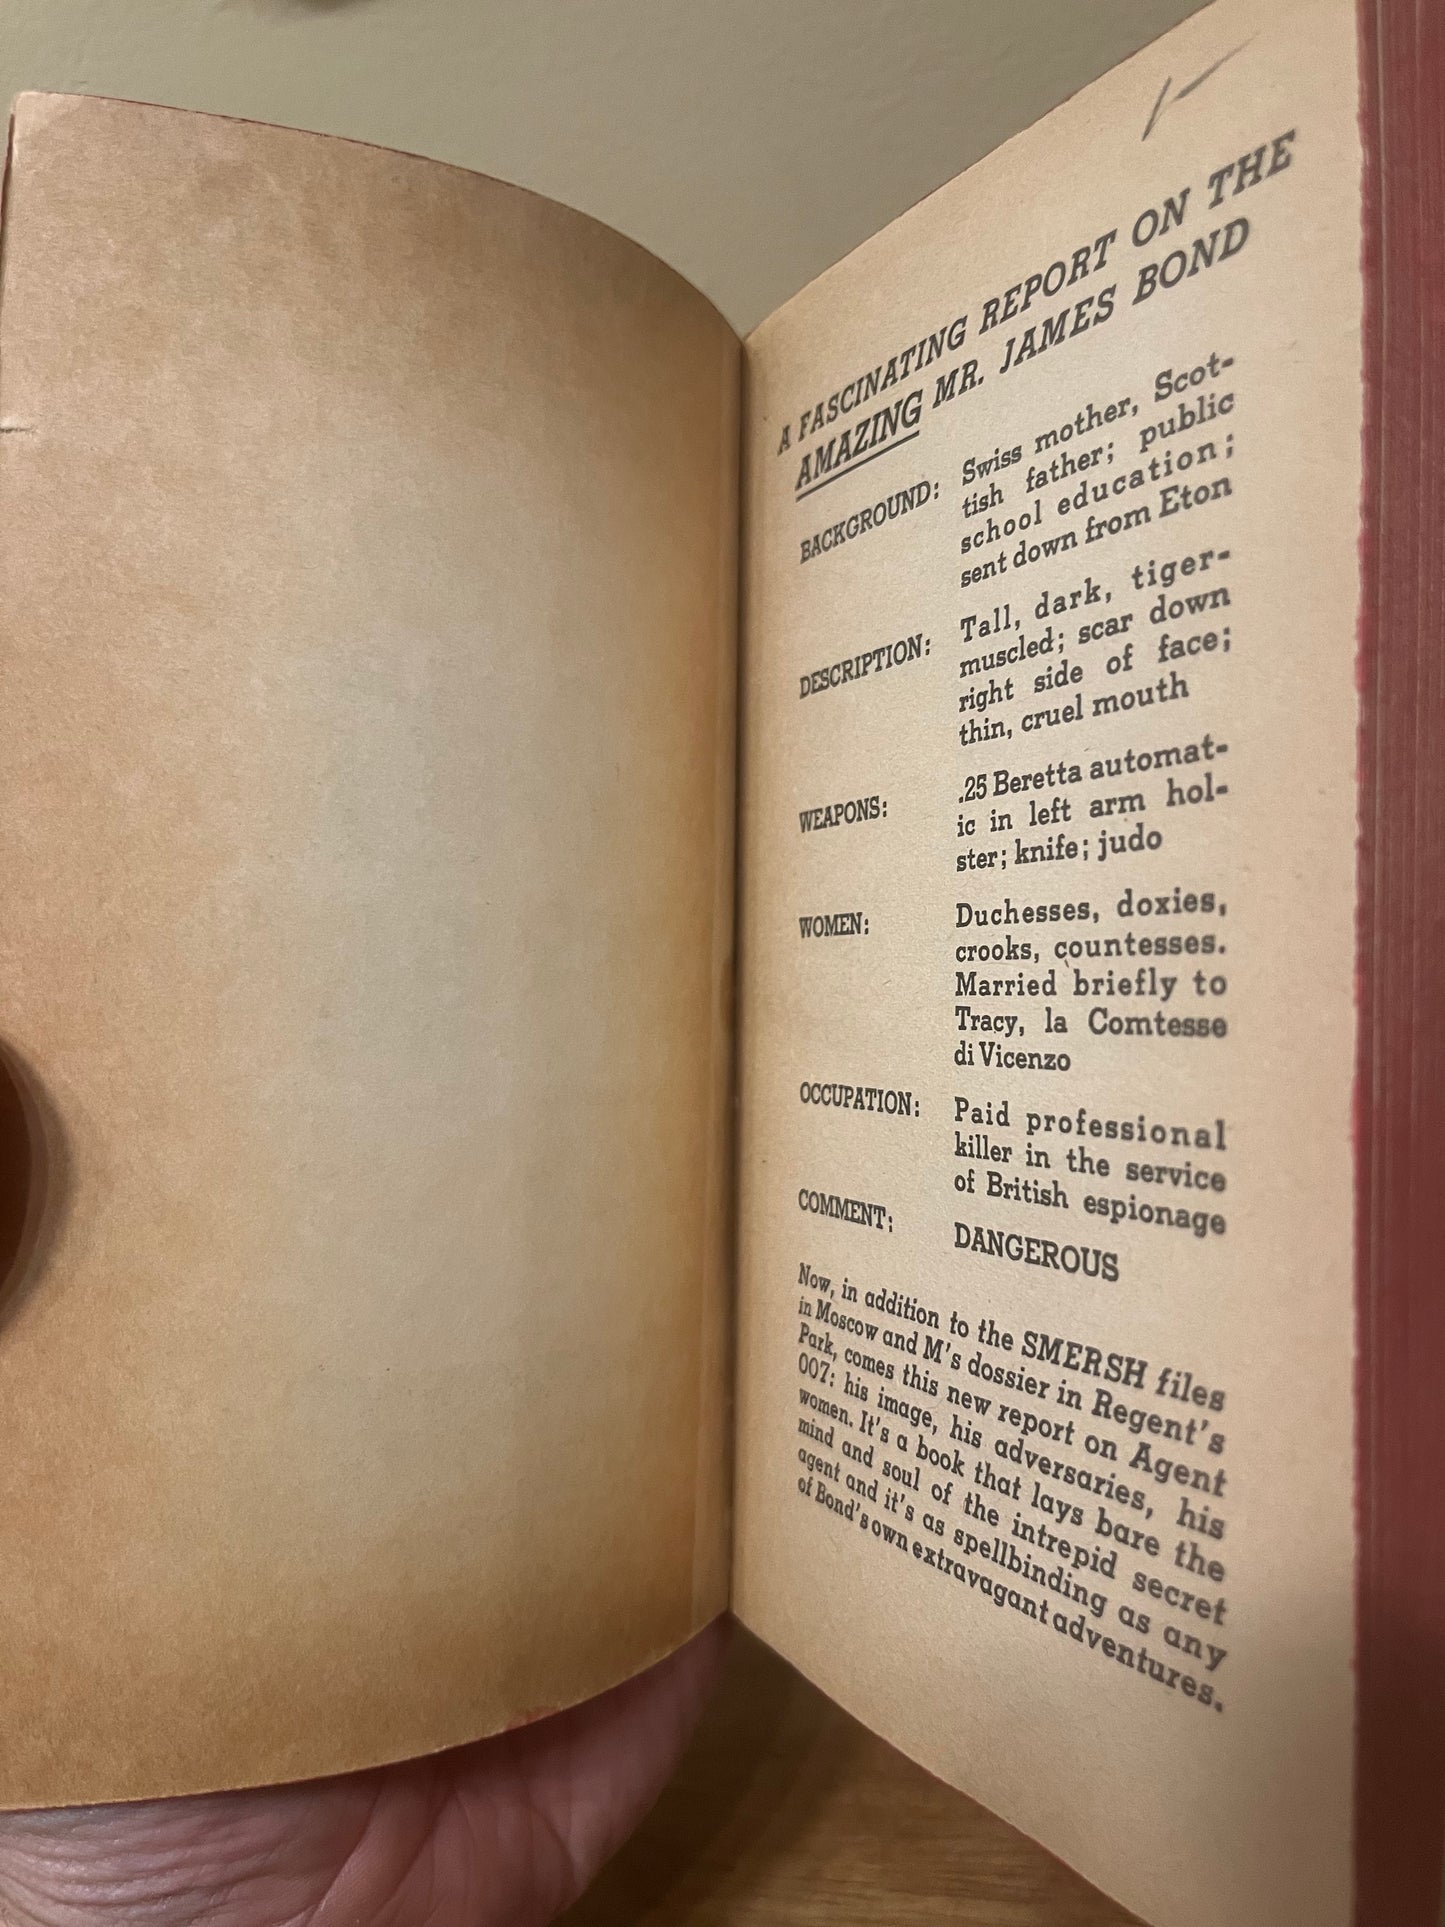 A FASCINATING REPORT ON THE
AMAZING MR. JAMES BOND
BACKGROUND: Swiss mother, Scot-
tish father; public
school education;
sent down from Eton
DESCRIPTION: Tall, dark, tiger-
muscled; scar down
right side of face;
thin, cruel mouth
WEAPONS: .25 Beretta automat-
ic in left arm hol-
ster; knife; judo
WOMEN: Duchesses, doxies,
crooks, countesses.
Married briefly to
Tracy, la Comtesse
di Vicenzo
OCCUPATION: Paid professional
killer in the service
of British espionage
COMMENT: DANGEROUS
Now, in addition to the SMERSH files
in Moscow and M's dossier in Regent's
Park, comes this new report on Agent
007: his image, his adversaries, his
women. It's a book that lays bare the
mind and soul of the intrepid secret
agent and it's as spellbinding as any
of Bond's own extravagant adventures.